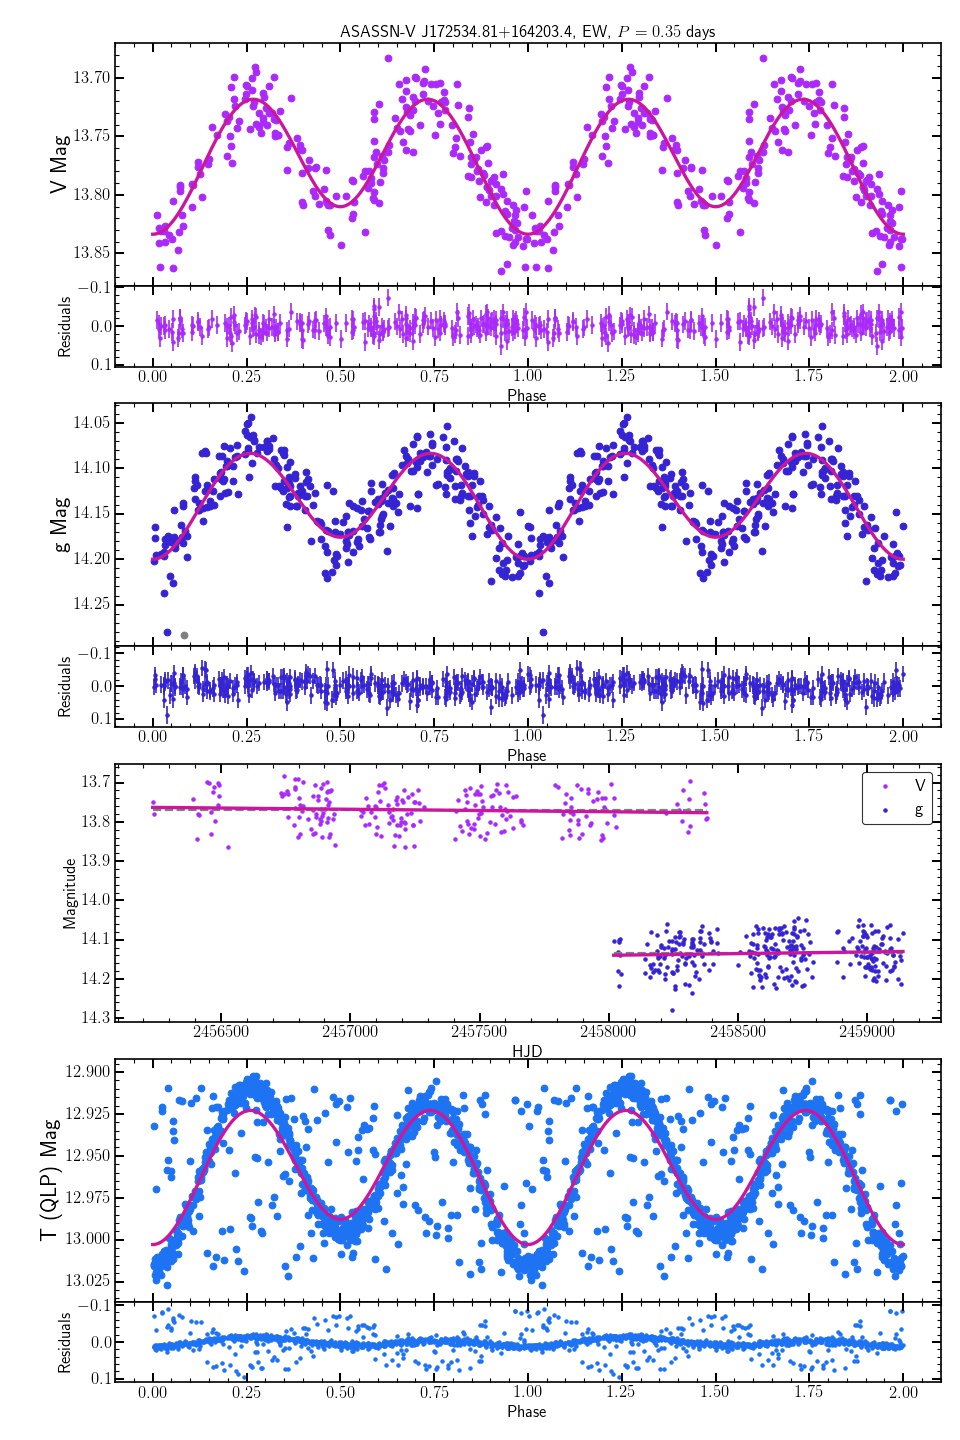 ASASSN-V J172534.81+164203.4, EW, P = 0.35 days
V Mag
13.70
13.75
13.80
13.85
Residuals
−0.1
0.0
0.1
0.00 0.25 0.50 0.75 1.00 1.25 1.50 1.75 2.00
Phase
g Mag
14.05
14.10
14.15
14.20
14.25
Residuals
−0.1
0.0
0.1
0.00 0.25 0.50 0.75 1.00 1.25 1.50 1.75 2.00
Phase
Magnitude
13.7
13.8
13.9
14.0
14.1
14.2
14.3
V
g
2456500 2457000 2457500 2458000 2458500 2459000
HJD
T (QLP) Mag
12.900
12.925
12.950
12.975
13.000
13.025
Residuals
−0.1
0.0
0.1
0.00 0.25 0.50 0.75 1.00 1.25 1.50 1.75 2.00
Phase